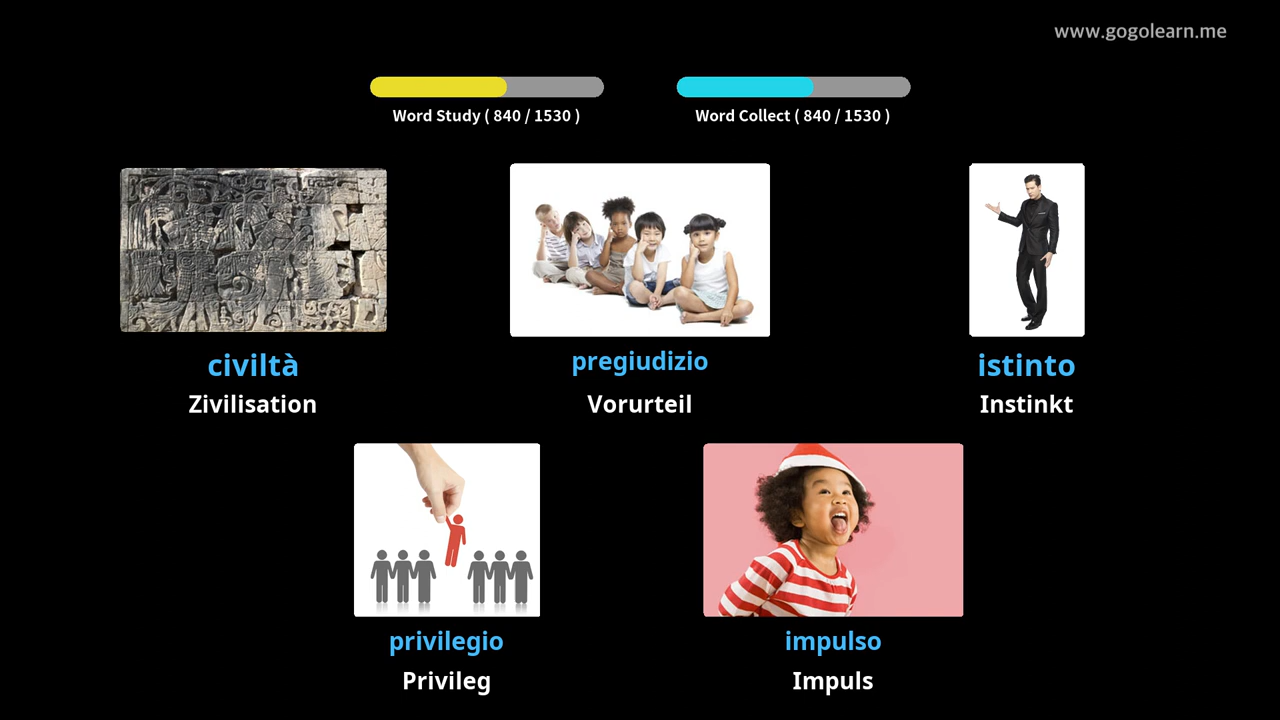 www.gogolearn.me
Word Study ( 840 / 1530 )
Word Collect ( 840 / 1530 )
civiltà
Zivilisation
pregiudizio
Vorurteil
istinto
Instinkt
privilegio
Privileg
impulso
Impuls